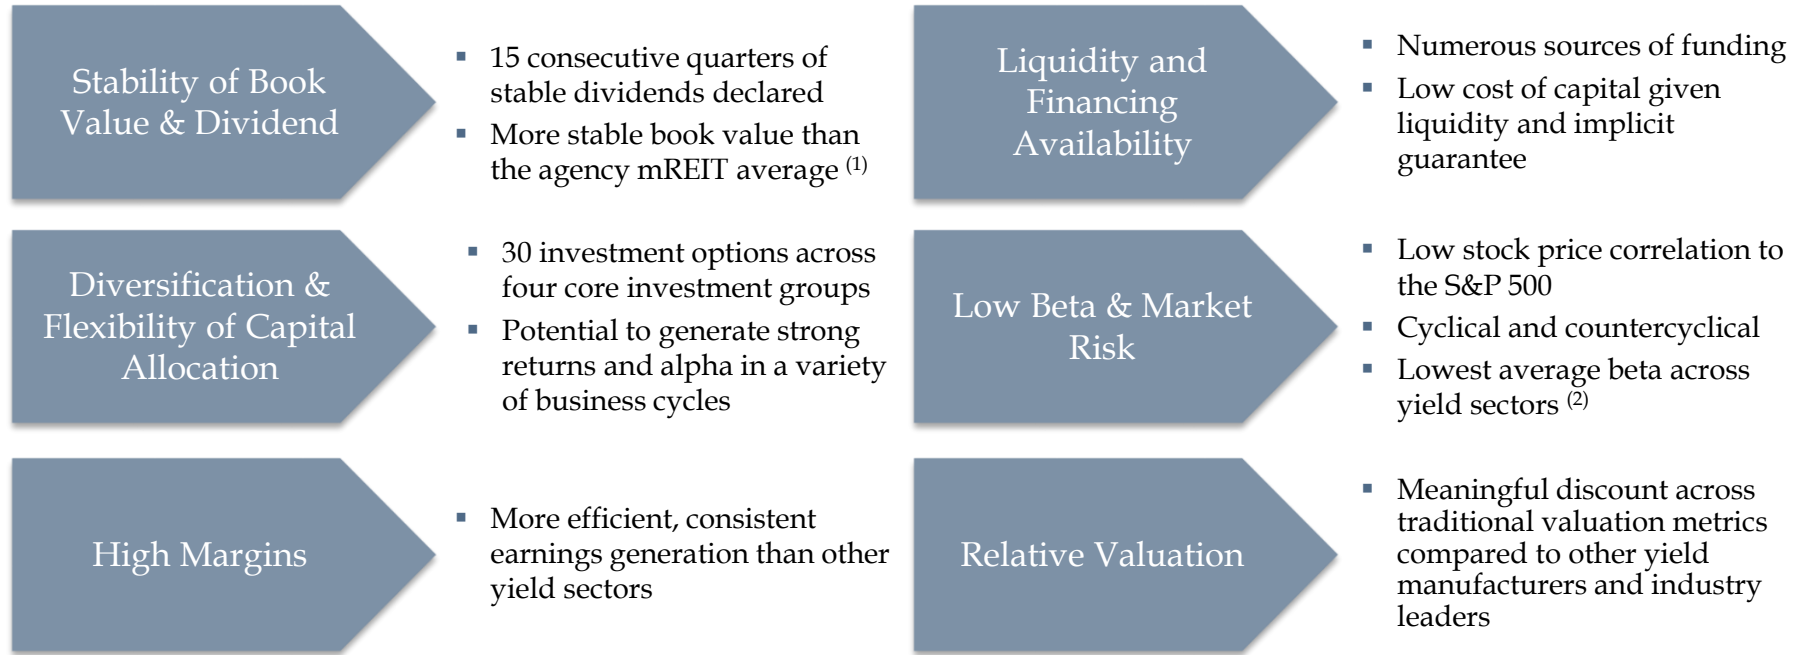 Stability of Book
Value & Dividend
▪ 15 consecutive quarters of
stable dividends declared
▪ More stable book value than
the agency mREIT average (1)
Liquidity and
Financing
Availability
▪ Numerous sources of funding
▪ Low cost of capital given
liquidity and implicit
guarantee
Diversification &
Flexibility of Capital
Allocation
▪ 30 investment options across
four core investment groups
▪ Potential to generate strong
returns and alpha in a variety
of business cycles
Low Beta & Market
Risk
▪ Low stock price correlation to
the S&P 500
▪ Cyclical and countercyclical
▪ Lowest average beta across
yield sectors (2)
High Margins
▪ More efficient, consistent
earnings generation than other
yield sectors
Relative Valuation
▪ Meaningful discount across
traditional valuation metrics
compared to other yield
manufacturers and industry
leaders